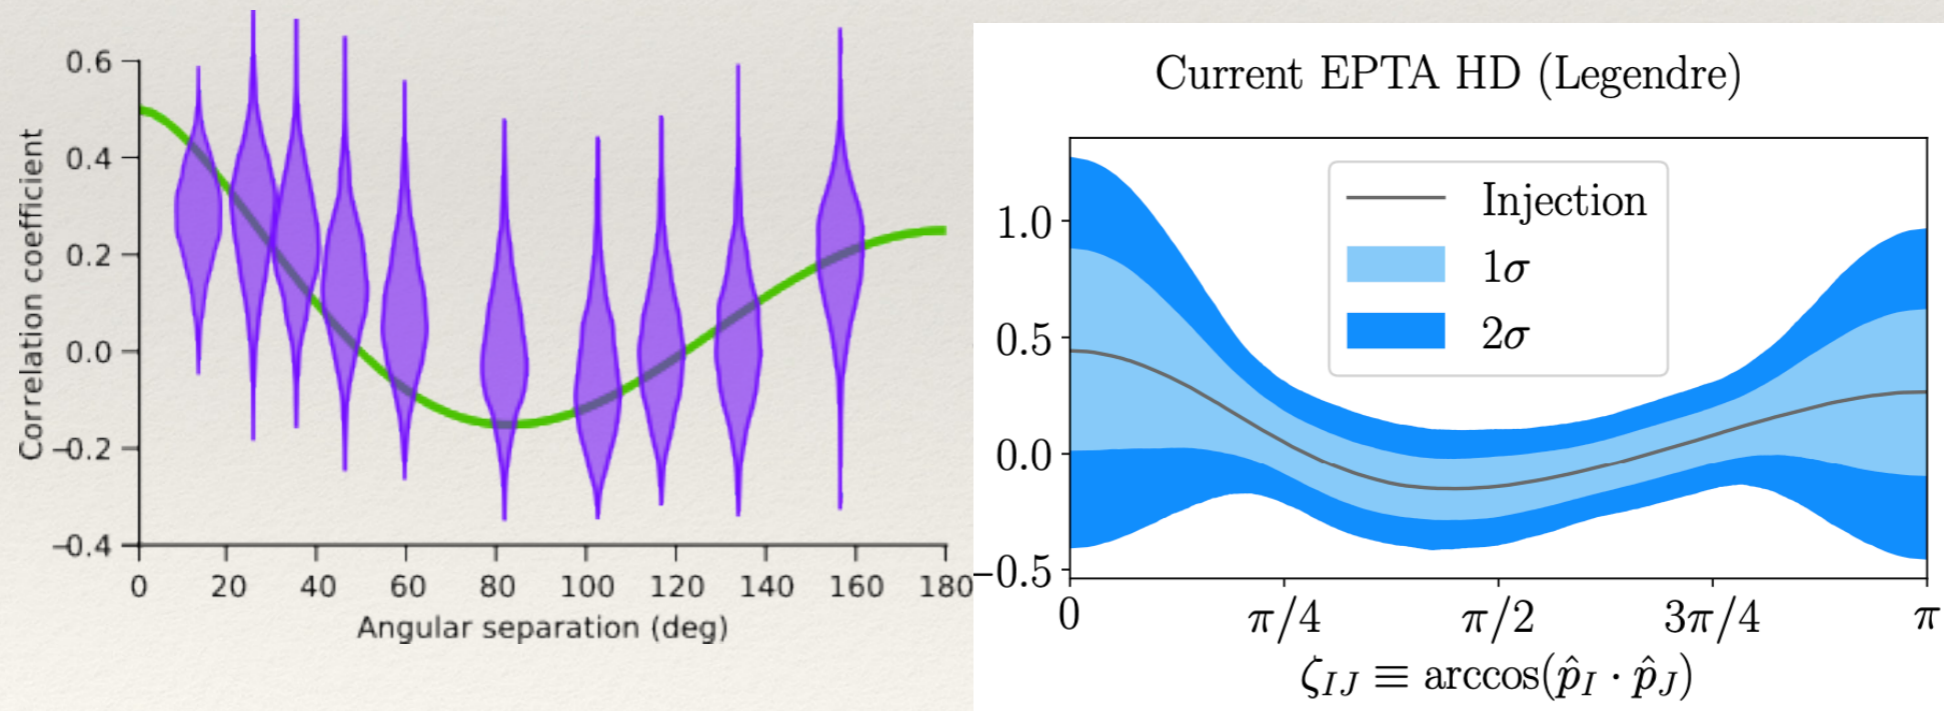 0.6
0.4
0.2
0.0
−0.2
−0.4
Correlation coefficient
0 20 40 60 80 100 120 140 160 180
Angular separation (deg)
Current EPTA HD (Legendre)
Injection
1σ
2σ
1.0
0.5
0.0
−0.5
0 π/4 π/2 3π/4 π
ζ_{IJ} ≡ arccos(p̂_I · p̂_J)